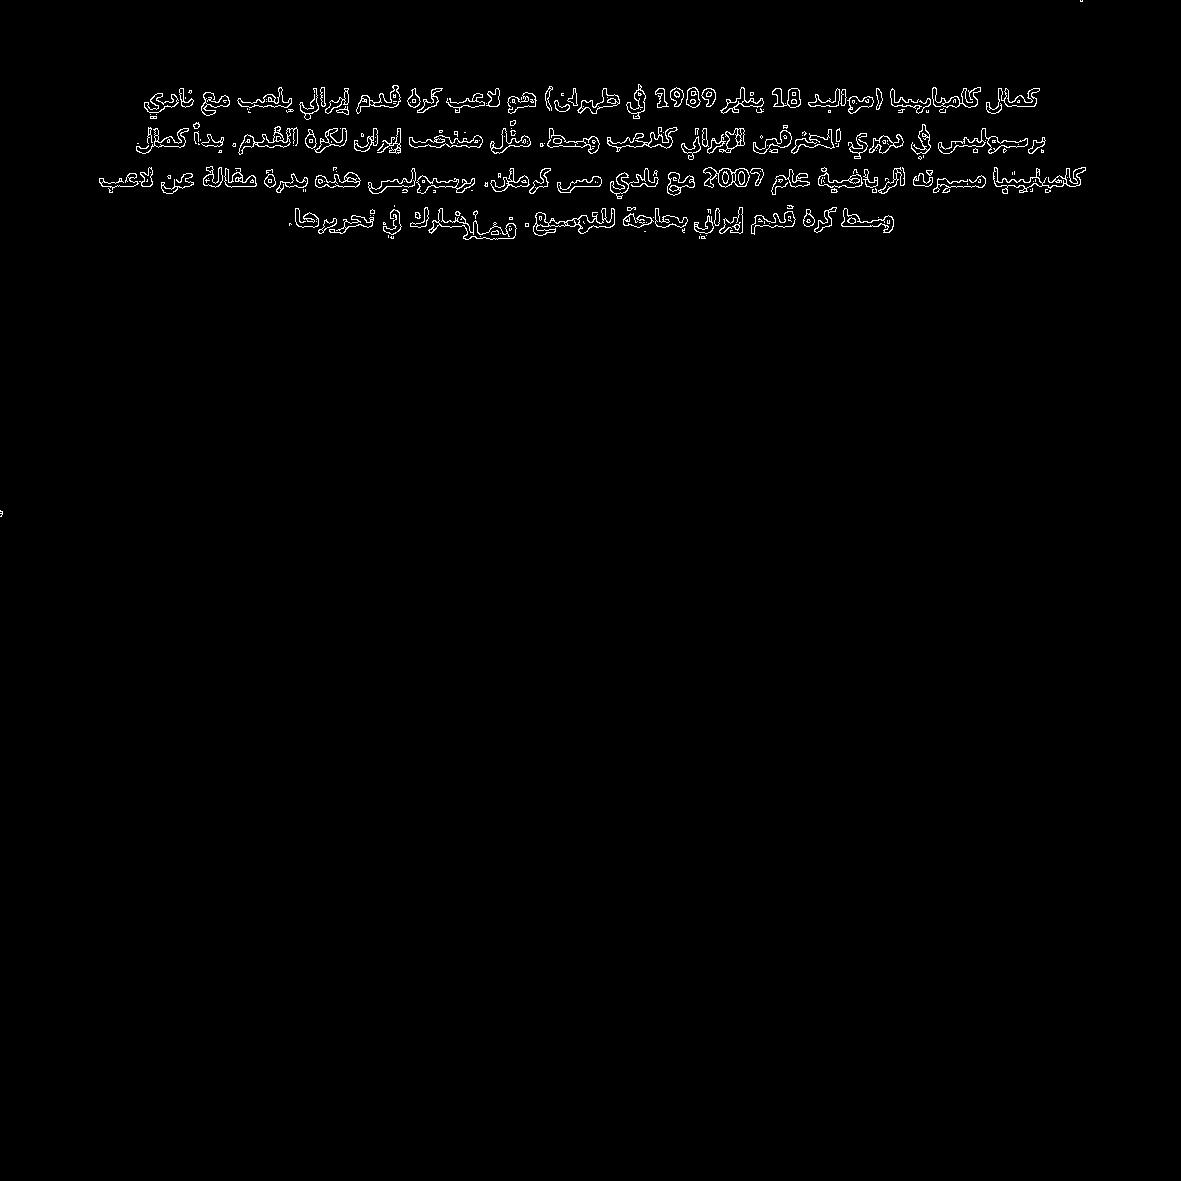 كمال كاميابينيا (مواليد 18 يناير 1989 في طهران) هو لاعب كرة قدم إيراني يلعب مع نادي
برسبوليس في دوري المحترفين الإيراني كلاعب وسط. مثّل منتخب إيران لكرة القدم. بدأ كمال
كاميابينيا مسيرته الرياضية عام 2007 مع نادي مس كرمان. برسبوليس هذه بذرة مقالة عن لاعب
وسط كرة قدم إيراني بحاجة للتوسيع. فضلًا شارك في تحريرها.